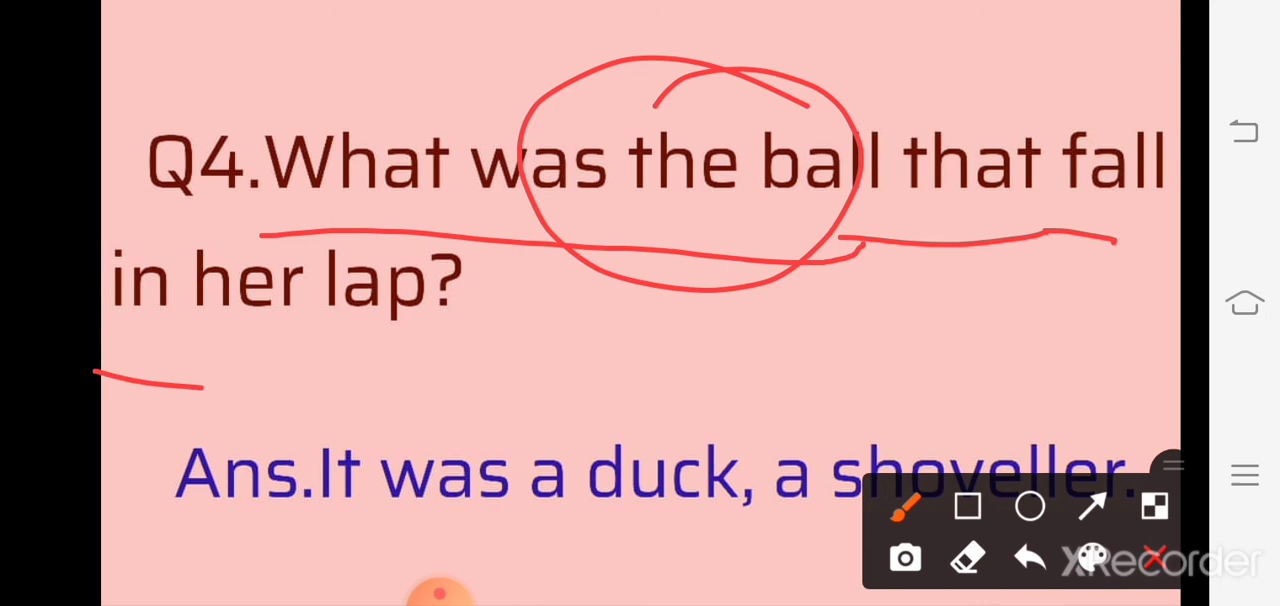 Q4.What was the ball that fall
in her lap?
Ans.It was a duck, a shoveller.
XRecorder